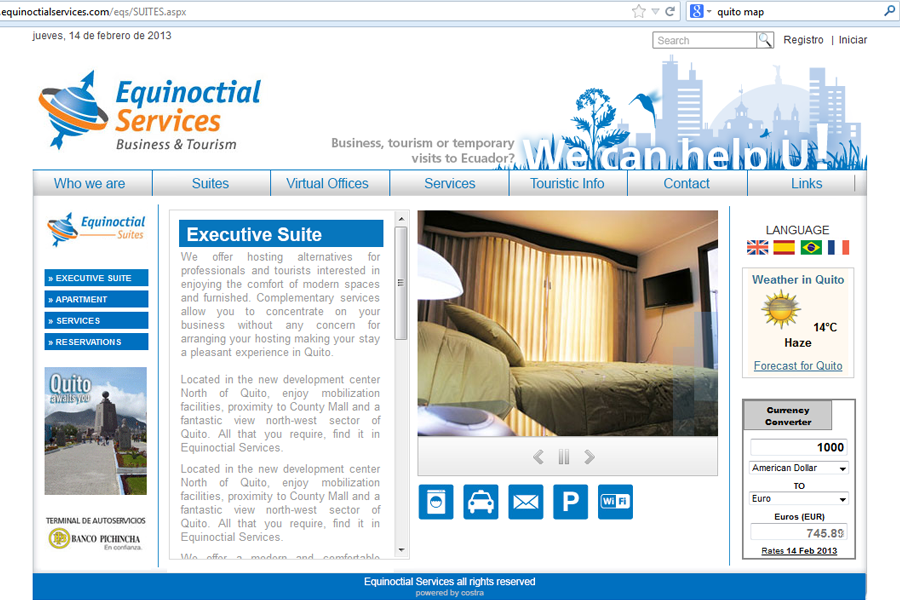 .equinoctialservices.com/eqs/SUITES.aspx
quito map
jueves, 14 de febrero de 2013
Search
Registro | Iniciar
Equinoctial
Services
Business & Tourism
Business, tourism or temporary
visits to Ecuador?
We can help U!
Who we are
Suites
Virtual Offices
Services
Touristic Info
Contact
Links
Equinoctial
Suites
» EXECUTIVE SUITE
» APARTMENT
» SERVICES
» RESERVATIONS
Quito
awaits you
TERMINAL DE AUTOSERVICIOS
BANCO PICHINCHA
En confianza.
Executive Suite
We offer hosting alternatives for
professionals and tourists interested in
enjoying the comfort of modern spaces
and furnished. Complementary services
allow you to concentrate on your
business without any concern for
arranging your hosting making your stay
a pleasant experience in Quito.
Located in the new development center
North of Quito, enjoy mobilization
facilities, proximity to County Mall and a
fantastic view north-west sector of
Quito. All that you require, find it in
Equinoctial Services.
Located in the new development center
North of Quito, enjoy mobilization
facilities, proximity to County Mall and a
fantastic view north-west sector of
Quito. All that you require, find it in
Equinoctial Services.
We offer a modern and comfortable
P
Wi Fi
LANGUAGE
Weather in Quito
14°C
Haze
Forecast for Quito
Currency
Converter
1000
American Dollar
TO
Euro
Euros (EUR)
745.89
Rates 14 Feb 2013
Equinoctial Services all rights reserved
powered by costra